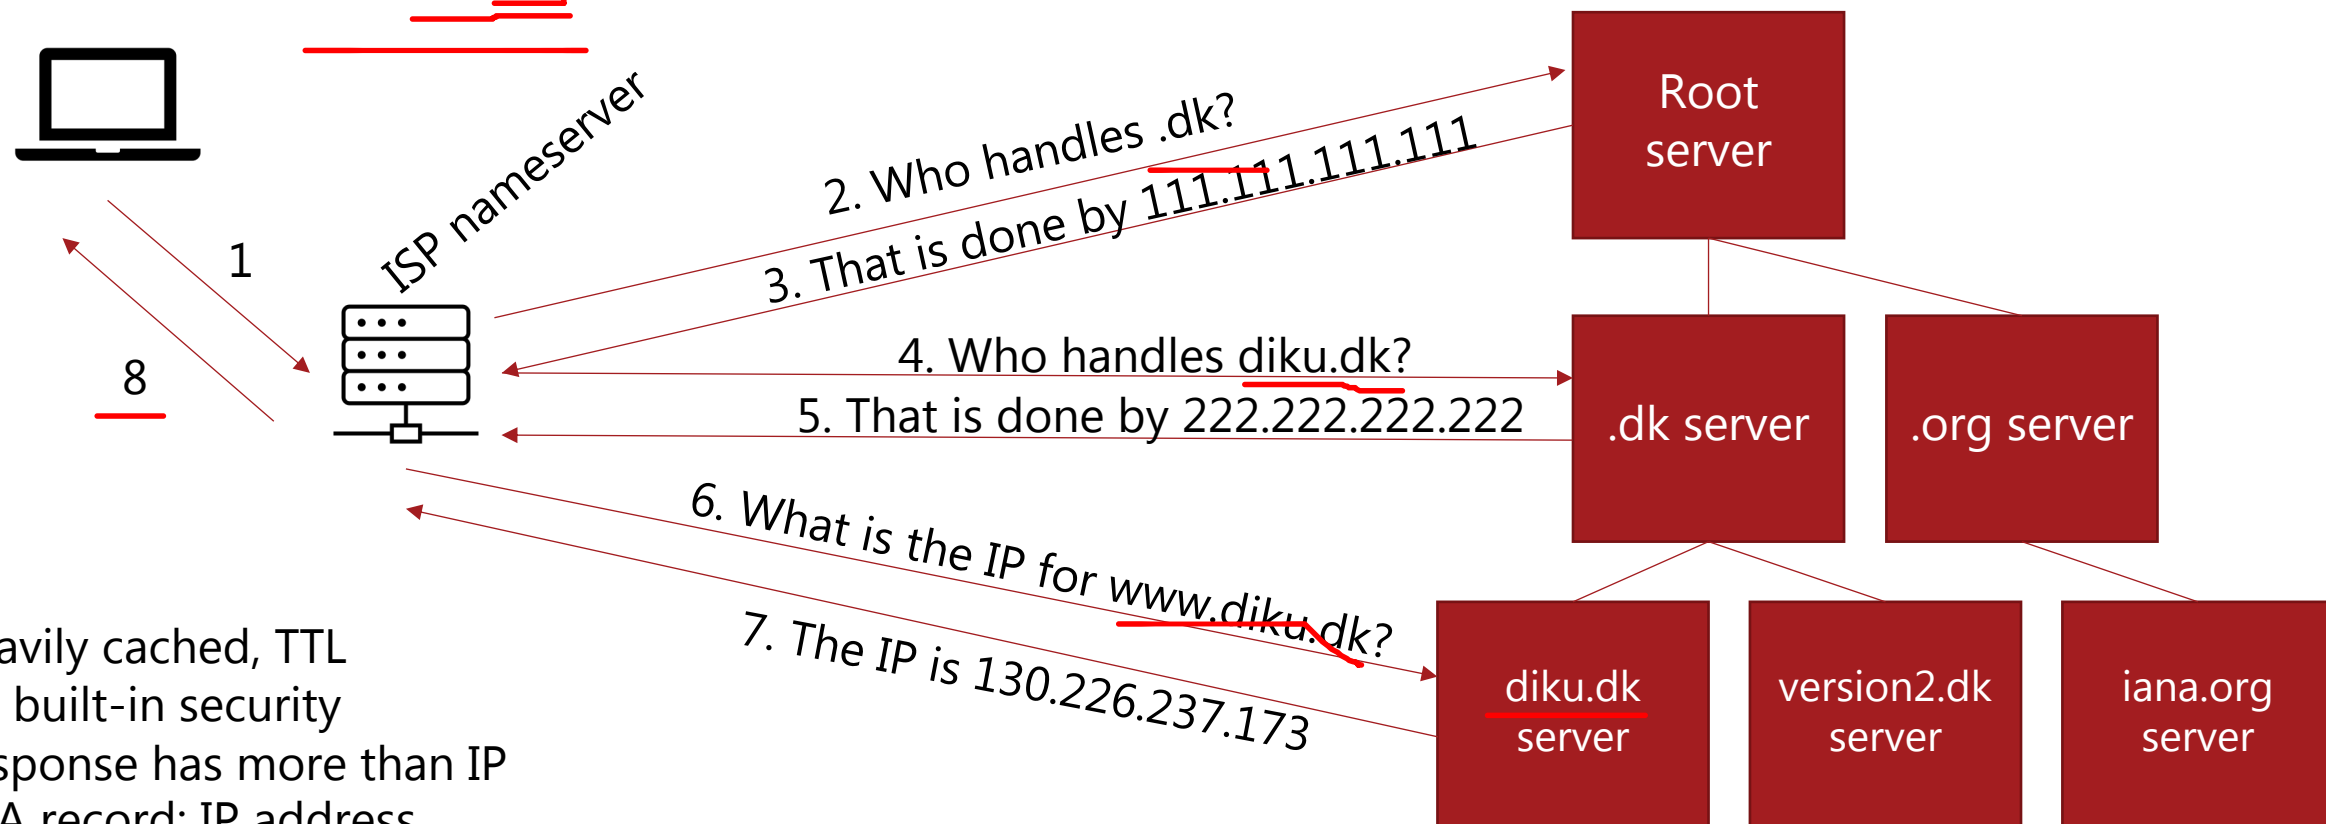 ISP nameserver
1
8
2. Who handles .dk?
3. That is done by 111.111.111.111
4. Who handles diku.dk?
5. That is done by 222.222.222.222
6. What is the IP for www.diku.dk?
7. The IP is 130.226.237.173
Root
server
.dk server
.org server
diku.dk
server
version2.dk
server
iana.org
server
avily cached, TTL
built-in security
sponse has more than IP
A record: IP address